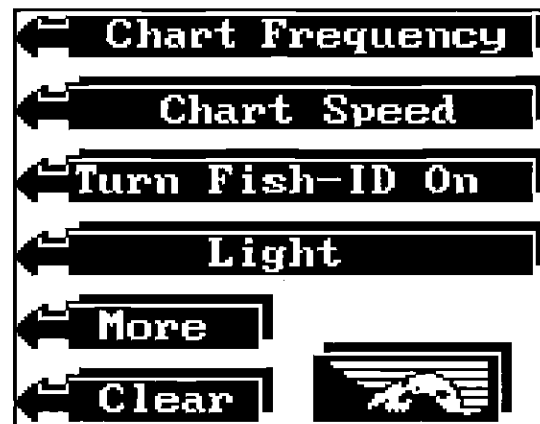 Chart Frequency
Chart Speed
Turn Fish-ID On
Light
More
Clear